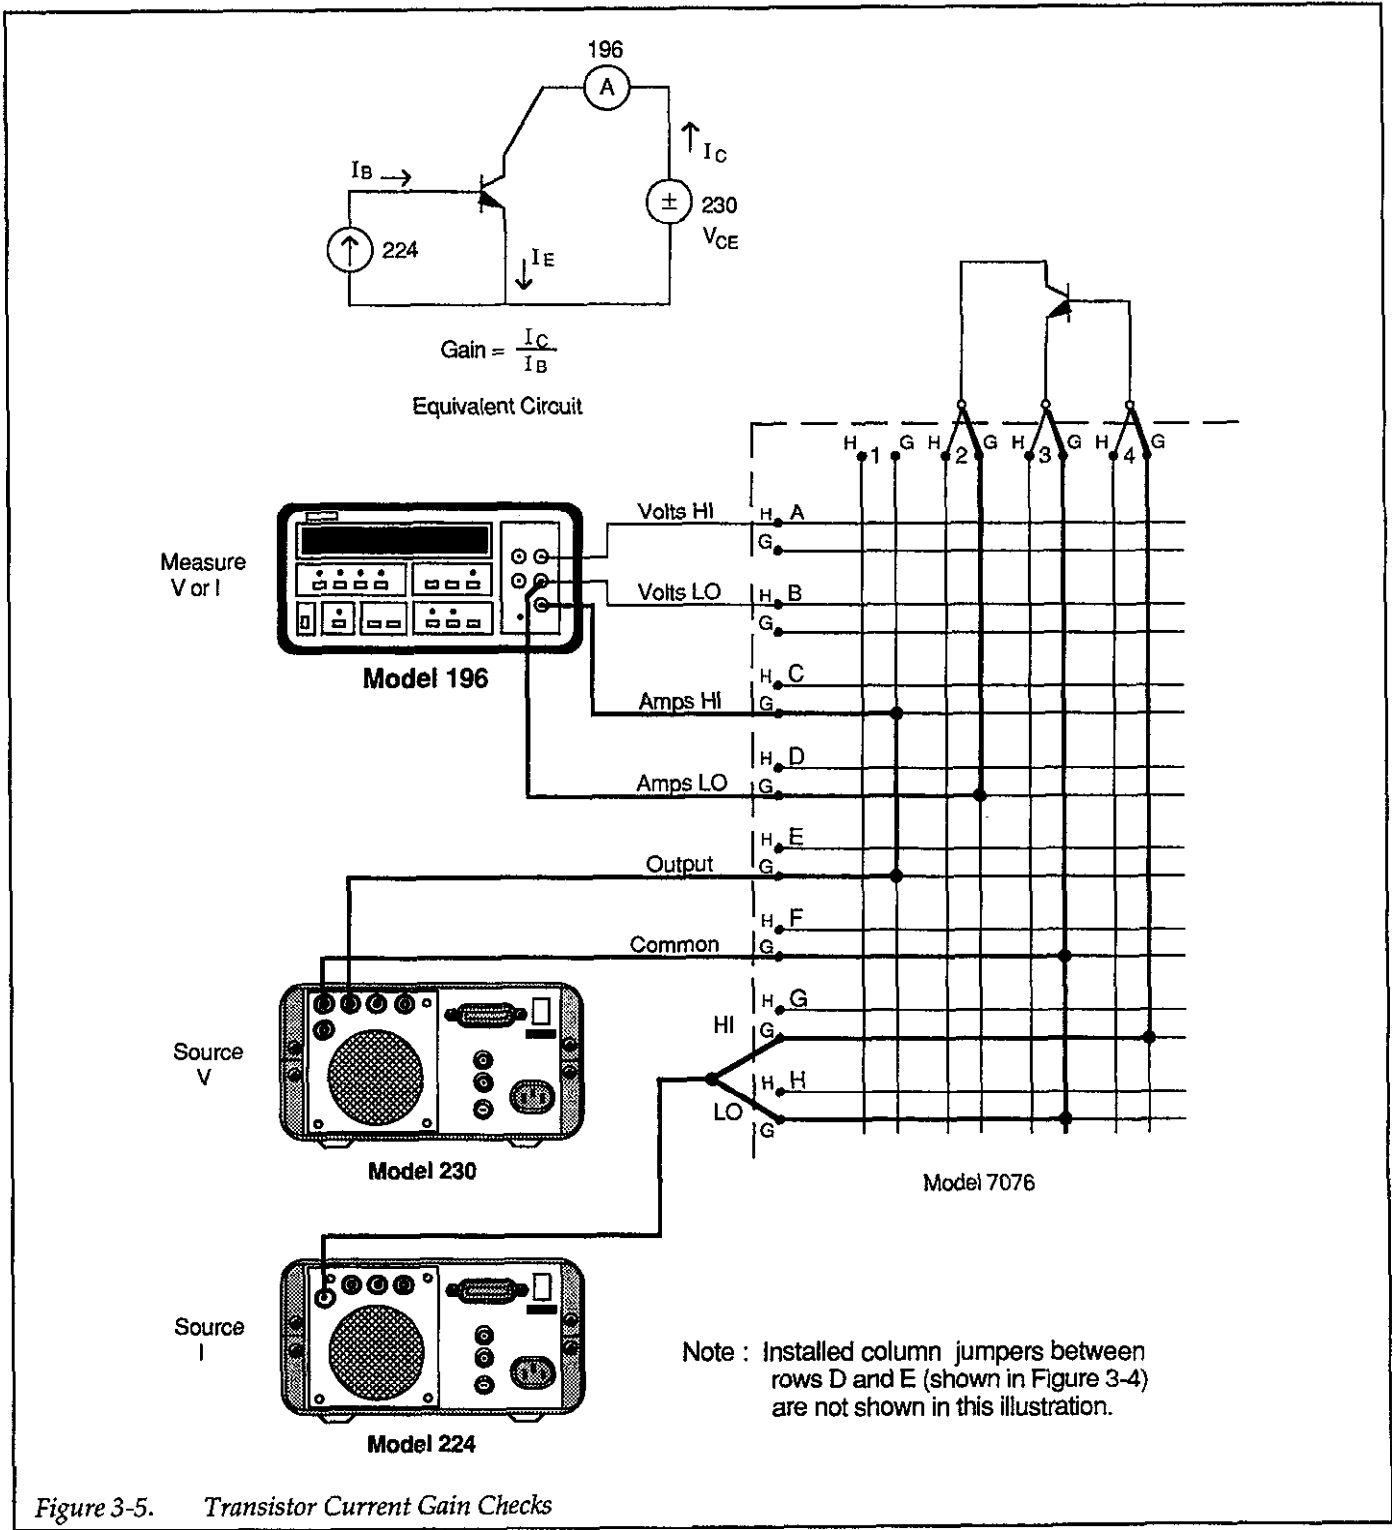 196
A
IC
IB
±
230
VCE
224
IE
Gain = IC
IB
Equivalent Circuit
H 1 G H 2 G H 3 G H 4 G
Volts HI H A
G
Measure
V or I
Volts LO H B
G
Model 196
H C
Amps HI G
H D
Amps LO G
H E
Output G
H F
Common G
H G
HI G
Source
V
H H
LO G
Model 230
Model 7076
Source
I
Note : Installed column jumpers between
rows D and E (shown in Figure 3-4)
are not shown in this illustration.
Model 224
Figure 3-5. Transistor Current Gain Checks